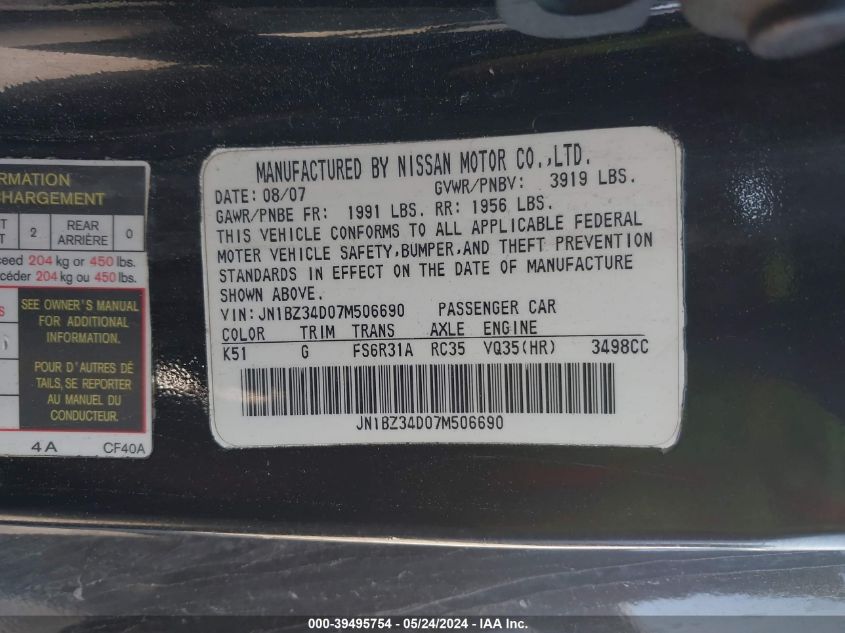 RMATION
CHARGEMENT
2 REAR ARRIÈRE 0
ceed 204 kg or 450 lbs.
céder 204 kg ou 450 lbs.
SEE OWNER'S MANUAL
FOR ADDITIONAL
INFORMATION.
POUR D'AUTRES DÉ
TAILS, SE REPORTER
AU MANUEL DU
CONDUCTEUR.
4A CF40A
MANUFACTURED BY NISSAN MOTOR CO.,LTD.
DATE: 08/07 GVWR/PNBV: 3919 LBS.
GAWR/PNBE FR: 1991 LBS. RR: 1956 LBS.
THIS VEHICLE CONFORMS TO ALL APPLICABLE FEDERAL
MOTER VEHICLE SAFETY,BUMPER,AND THEFT PREVENTION
STANDARDS IN EFFECT ON THE DATE OF MANUFACTURE
SHOWN ABOVE.
VIN: JN1BZ34D07M506690 PASSENGER CAR
COLOR TRIM TRANS AXLE ENGINE
K51 G FS6R31A RC35 VQ35(HR) 3498CC
JN1BZ34D07M506690
000-39495754 - 05/24/2024 - IAA Inc.